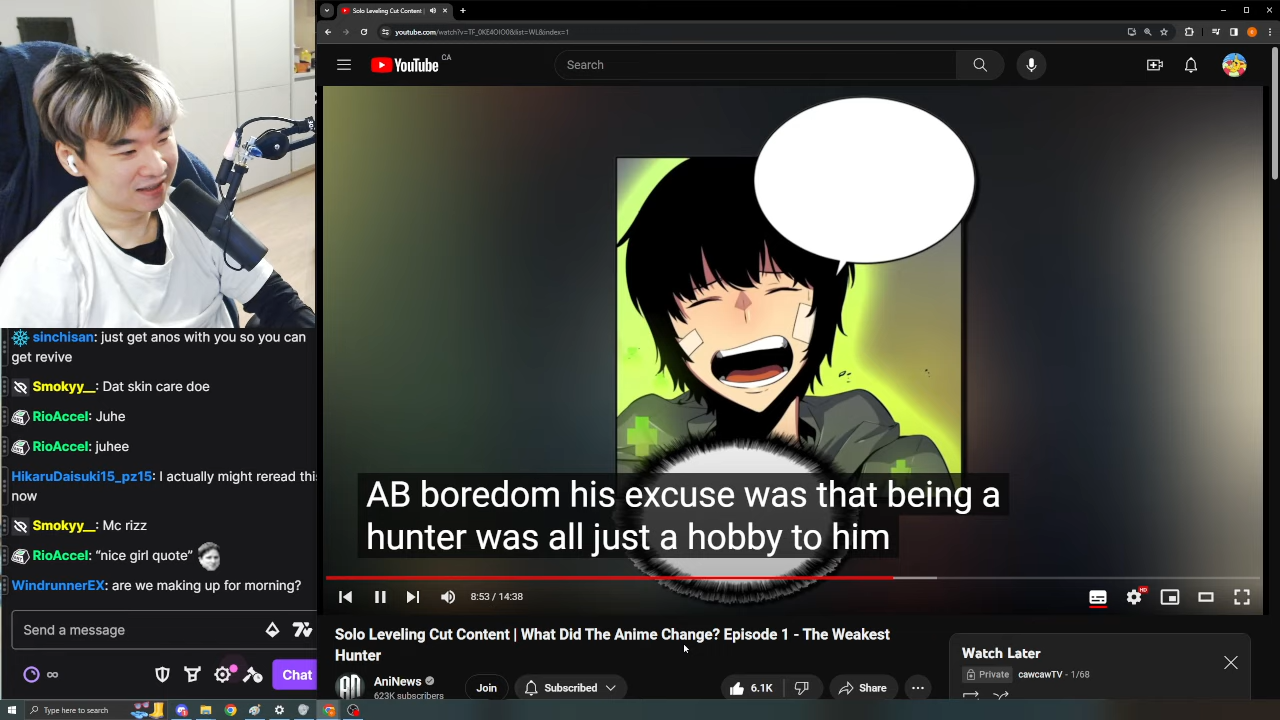 Solo Leveling Cut Content |
youtube.com/watch?v=TF_0KE4OIO0&list=WL&index=1
YouTube CA
Search
AB boredom his excuse was that being a
hunter was all just a hobby to him
8:53 / 14:38
HD
Solo Leveling Cut Content | What Did The Anime Change? Episode 1 - The Weakest
Hunter
AniNews
623K subscribers
Join
Subscribed
6.1K
Share
Watch Later
Private cawcawTV - 1/68
sinchisan: just get anos with you so you can
get revive
Smokyy__: Dat skin care doe
RioAccel: Juhe
RioAccel: juhee
HikaruDaisuki15_pz15: I actually might reread this
now
Smokyy__: Mc rizz
RioAccel: “nice girl quote”
WindrunnerEX: are we making up for morning?
Send a message
Chat
Type here to search